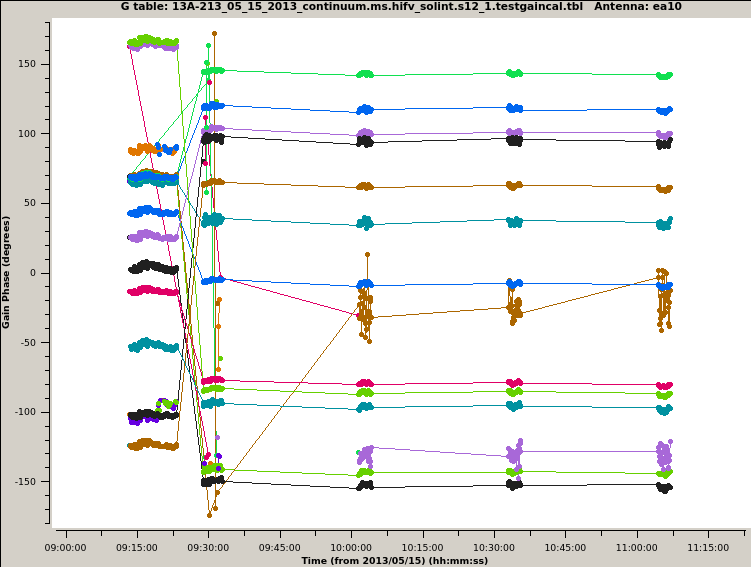 G table: 13A-213_05_15_2013_continuum.ms.hifv_solint.s12_1.testgaincal.tbl   Antenna: ea10
Gain Phase (degrees)
150
100
50
0
-50
-100
-150
09:00:00 09:15:00 09:30:00 09:45:00 10:00:00 10:15:00 10:30:00 10:45:00 11:00:00 11:15:00
Time (from 2013/05/15) (hh:mm:ss)